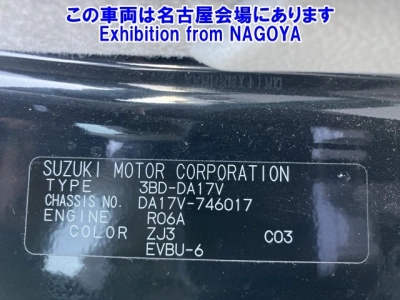 この車両は名古屋会場にあります
Exhibition from NAGOYA
SUZUKI MOTOR CORPORATION
TYPE 3BD-DA17V
CHASSIS NO. DA17V-746017
ENGINE R06A
COLOR ZJ3 C03
EVBU-6